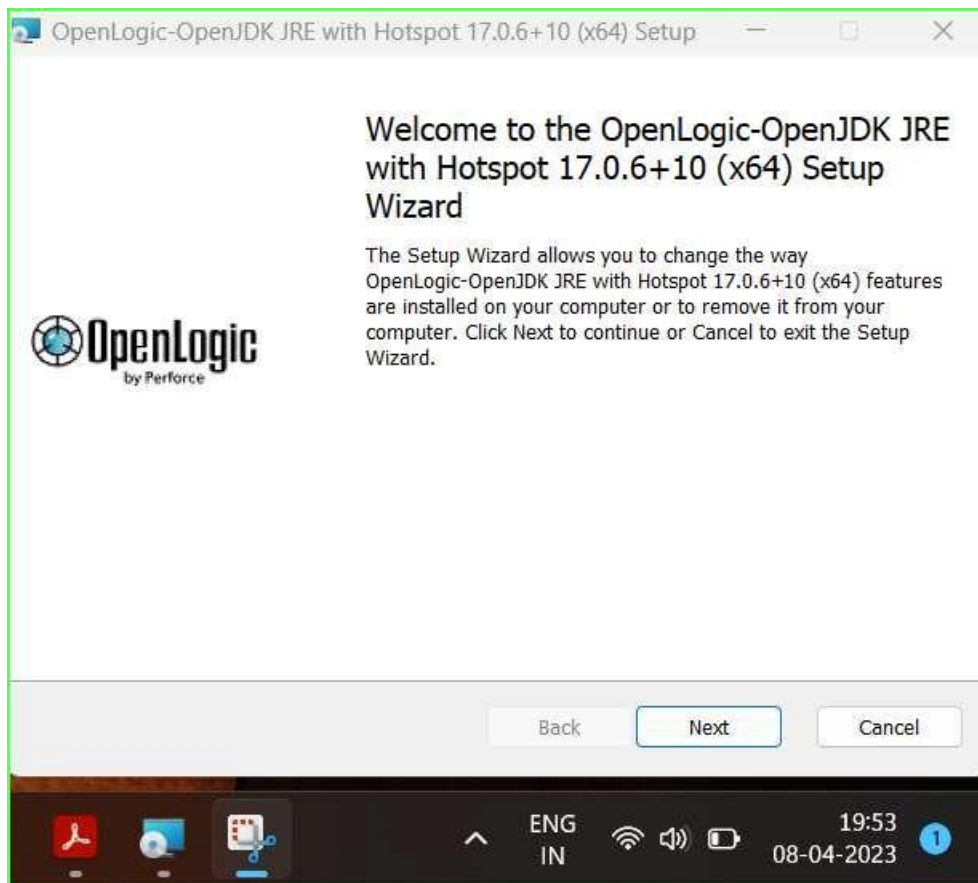 OpenLogic-OpenJDK JRE with Hotspot 17.0.6+10 (x64) Setup
Welcome to the OpenLogic-OpenJDK JRE
with Hotspot 17.0.6+10 (x64) Setup
Wizard
The Setup Wizard allows you to change the way
OpenLogic-OpenJDK JRE with Hotspot 17.0.6+10 (x64) features
are installed on your computer or to remove it from your
computer. Click Next to continue or Cancel to exit the Setup
Wizard.
OpenLogic
by Perforce
Back Next Cancel
ENG
IN
19:53
08-04-2023
1